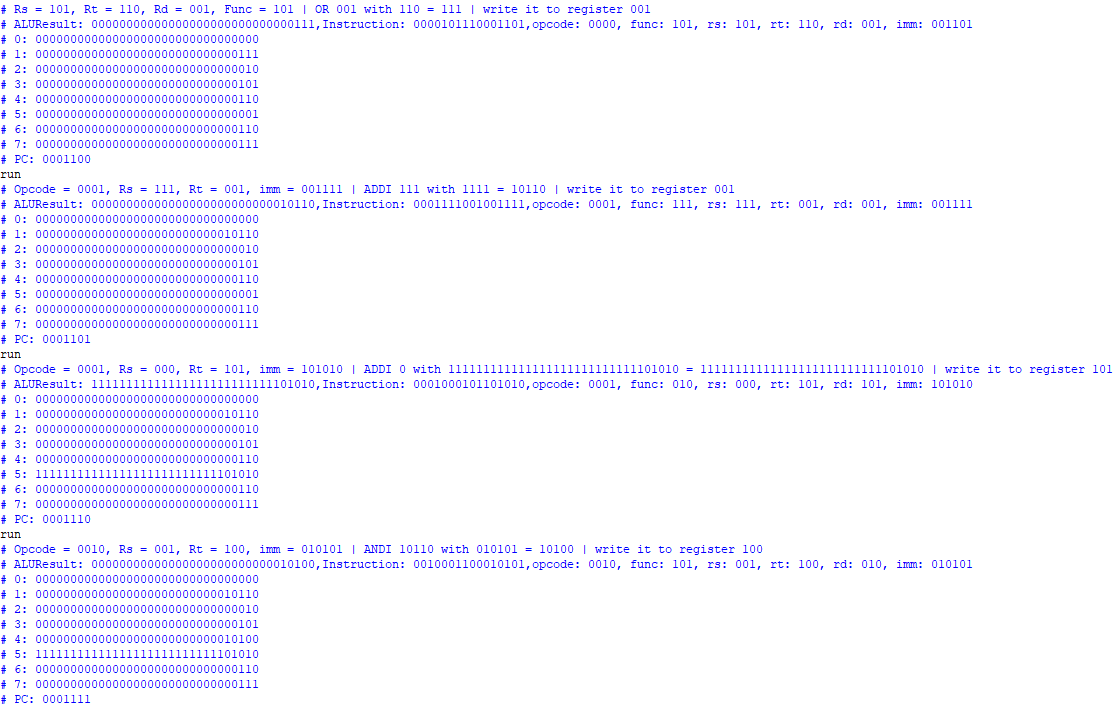 # Rs = 101, Rt = 110, Rd = 001, Func = 101 | OR 001 with 110 = 111 | write it to register 001
# ALUResult: 00000000000000000000000000000111,Instruction: 0000101110001101,opcode: 0000, func: 101, rs: 101, rt: 110, rd: 001, imm: 001101
# 0: 00000000000000000000000000000000
# 1: 00000000000000000000000000000111
# 2: 00000000000000000000000000000010
# 3: 00000000000000000000000000000101
# 4: 00000000000000000000000000000110
# 5: 00000000000000000000000000000001
# 6: 00000000000000000000000000000110
# 7: 00000000000000000000000000000111
# PC: 0001100
run
# Opcode = 0001, Rs = 111, Rt = 001, imm = 001111 | ADDI 111 with 1111 = 10110 | write it to register 001
# ALUResult: 00000000000000000000000000010110,Instruction: 0001111001001111,opcode: 0001, func: 111, rs: 111, rt: 001, rd: 001, imm: 001111
# 0: 00000000000000000000000000000000
# 1: 00000000000000000000000000010110
# 2: 00000000000000000000000000000010
# 3: 00000000000000000000000000000101
# 4: 00000000000000000000000000000110
# 5: 00000000000000000000000000000001
# 6: 00000000000000000000000000000110
# 7: 00000000000000000000000000000111
# PC: 0001101
run
# Opcode = 0001, Rs = 000, Rt = 101, imm = 101010 | ADDI 0 with 111111111111111111111111111101010 = 11111111111111111111111111101010 | write it to register 101
# ALUResult: 11111111111111111111111111101010,Instruction: 0001000101101010,opcode: 0001, func: 010, rs: 000, rt: 101, rd: 101, imm: 101010
# 0: 00000000000000000000000000000000
# 1: 00000000000000000000000000010110
# 2: 00000000000000000000000000000010
# 3: 00000000000000000000000000000101
# 4: 00000000000000000000000000000110
# 5: 11111111111111111111111111101010
# 6: 00000000000000000000000000000110
# 7: 00000000000000000000000000000111
# PC: 0001110
run
# Opcode = 0010, Rs = 001, Rt = 100, imm = 010101 | ANDI 10110 with 010101 = 10100 | write it to register 100
# ALUResult: 00000000000000000000000000010100,Instruction: 0010001100010101,opcode: 0010, func: 101, rs: 001, rt: 100, rd: 010, imm: 010101
# 0: 00000000000000000000000000000000
# 1: 00000000000000000000000000010110
# 2: 00000000000000000000000000000010
# 3: 00000000000000000000000000000101
# 4: 00000000000000000000000000010100
# 5: 11111111111111111111111111101010
# 6: 00000000000000000000000000000110
# 7: 00000000000000000000000000000111
# PC: 0001111